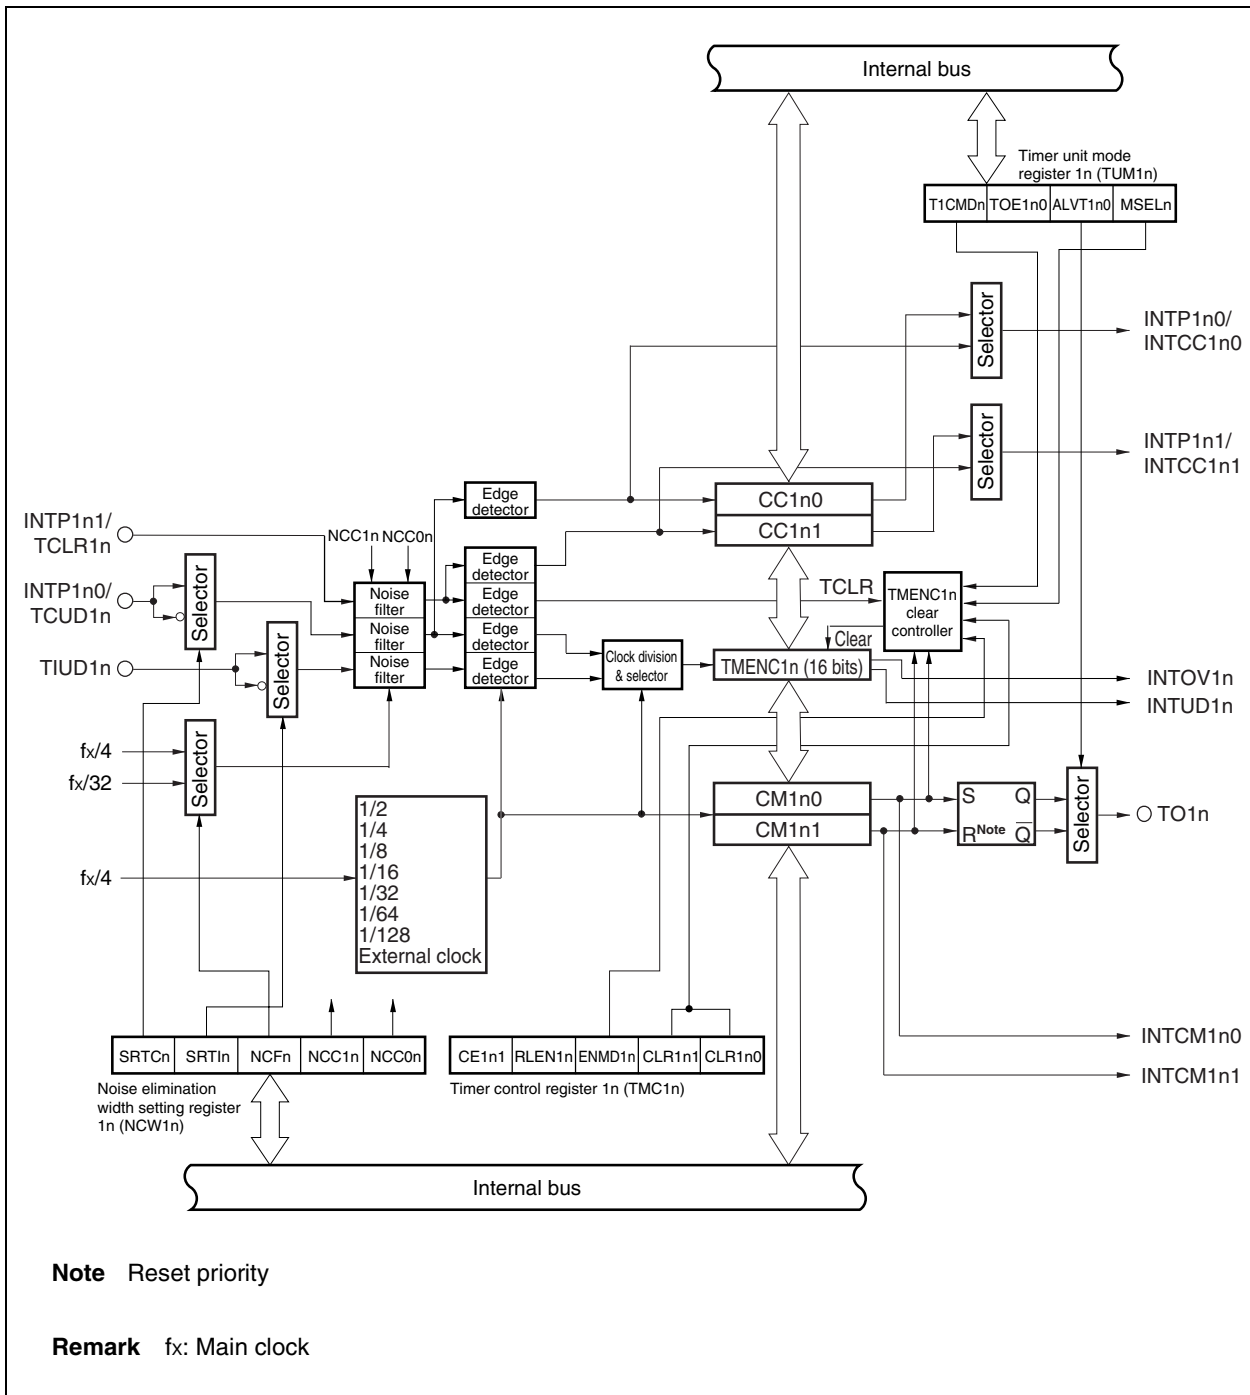 Internal bus
Timer unit mode
register 1n (TUM1n)
T1CMDn TOE1n0 ALVT1n0 MSELn
Selector
INTP1n0/
INTCC1n0
Selector
INTP1n1/
INTCC1n1
Edge
detector
CC1n0
CC1n1
INTP1n1/
TCLR1n
NCC1n
NCC0n
INTP1n0/
TCUD1n
Selector
TIUD1n
Selector
Noise
filter
Noise
filter
Noise
filter
Edge
detector
Edge
detector
Edge
detector
Edge
detector
TCLR
TMENC1n
clear
controller
Clear
Clock division
& selector
TMENC1n (16 bits)
INTOV1n
INTUD1n
fx/4
fx/32
Selector
fx/4
1/2
1/4
1/8
1/16
1/32
1/64
1/128
External clock
CM1n0
CM1n1
S Q
RNote Q
Selector
TO1n
INTCM1n0
INTCM1n1
SRTCn SRTIn NCFn NCC1n NCC0n
Noise elimination
width setting register
1n (NCW1n)
CE1n1 RLEN1n ENMD1n CLR1n1 CLR1n0
Timer control register 1n (TMC1n)
Internal bus
Note Reset priority
Remark fx: Main clock